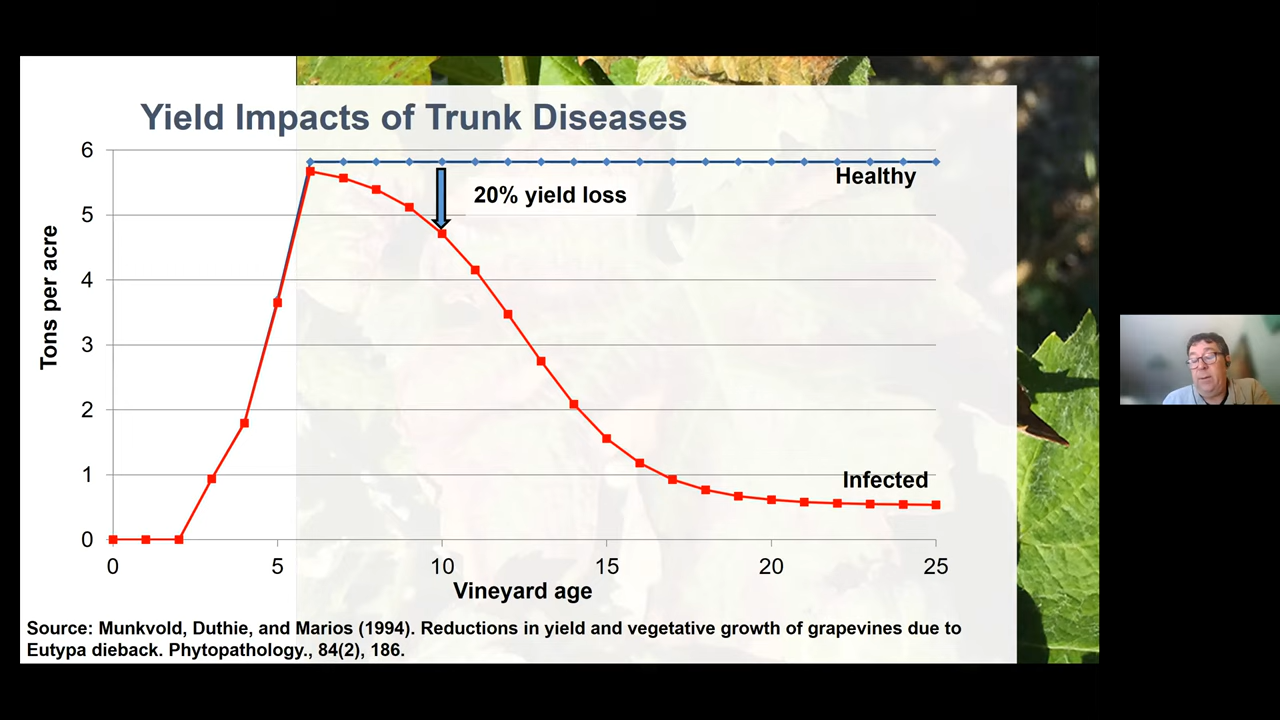 Yield Impacts of Trunk Diseases
6
5
4
3
2
1
0
Tons per acre
Healthy
20% yield loss
Infected
0
5
10
15
20
25
Vineyard age
Source: Munkvold, Duthie, and Marios (1994). Reductions in yield and vegetative growth of grapevines due to
Eutypa dieback. Phytopathology., 84(2), 186.